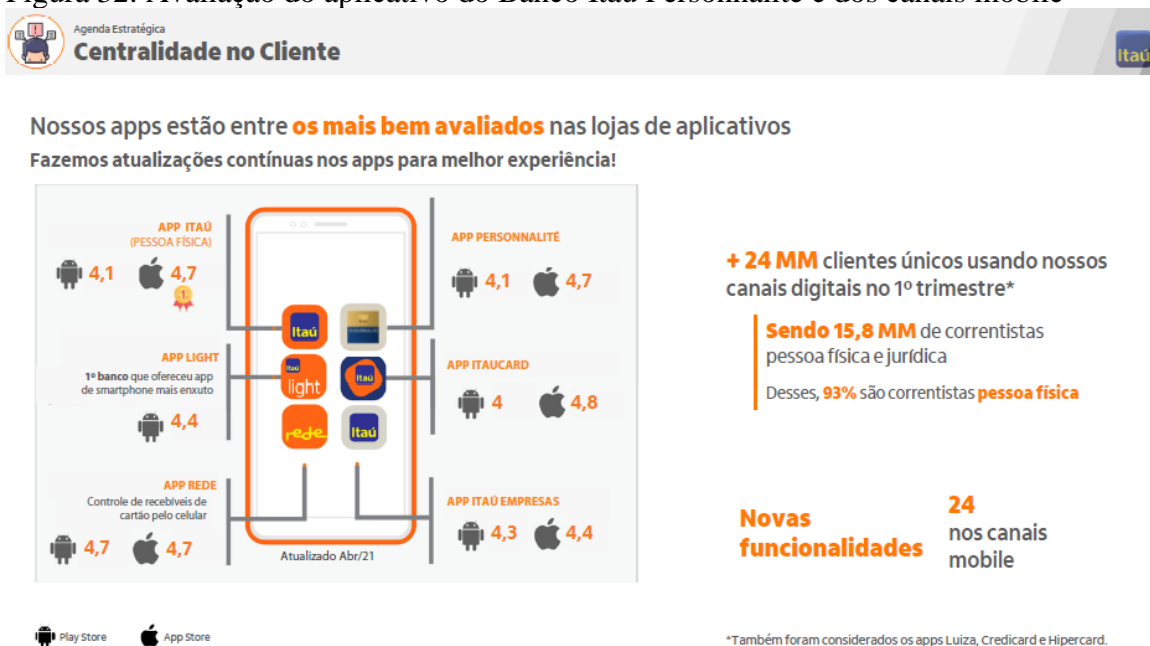 Figura 32: Avaliação do aplicativo do Banco Itaú Personnalité e dos canais mobile
Agenda Estratégica
Centralidade no Cliente
Itaú
Nossos apps estão entre os mais bem avaliados nas lojas de aplicativos
Fazemos atualizações contínuas nos apps para melhor experiência!
APP ITAÚ
(PESSOA FÍSICA)
4,1 4,7
1
APP LIGHT
1º banco que ofereceu app
de smartphone mais enxuto
4,4
APP REDE
Controle de recebíveis de
cartão pelo celular
4,7 4,7
Itaú
Itaú
light
Itaú
rede
Itaú
Atualizado Abr/21
APP PERSONNALITÉ
4,1 4,7
APP ITAUCARD
4 4,8
APP ITAÚ EMPRESAS
4,3 4,4
+ 24 MM clientes únicos usando nossos
canais digitais no 1º trimestre*
Sendo 15,8 MM de correntistas
pessoa física e jurídica
Desses, 93% são correntistas pessoa física
Novas
funcionalidades
24
nos canais
mobile
Play Store App Store
*Também foram considerados os apps Luiza, Credicard e Hipercard.